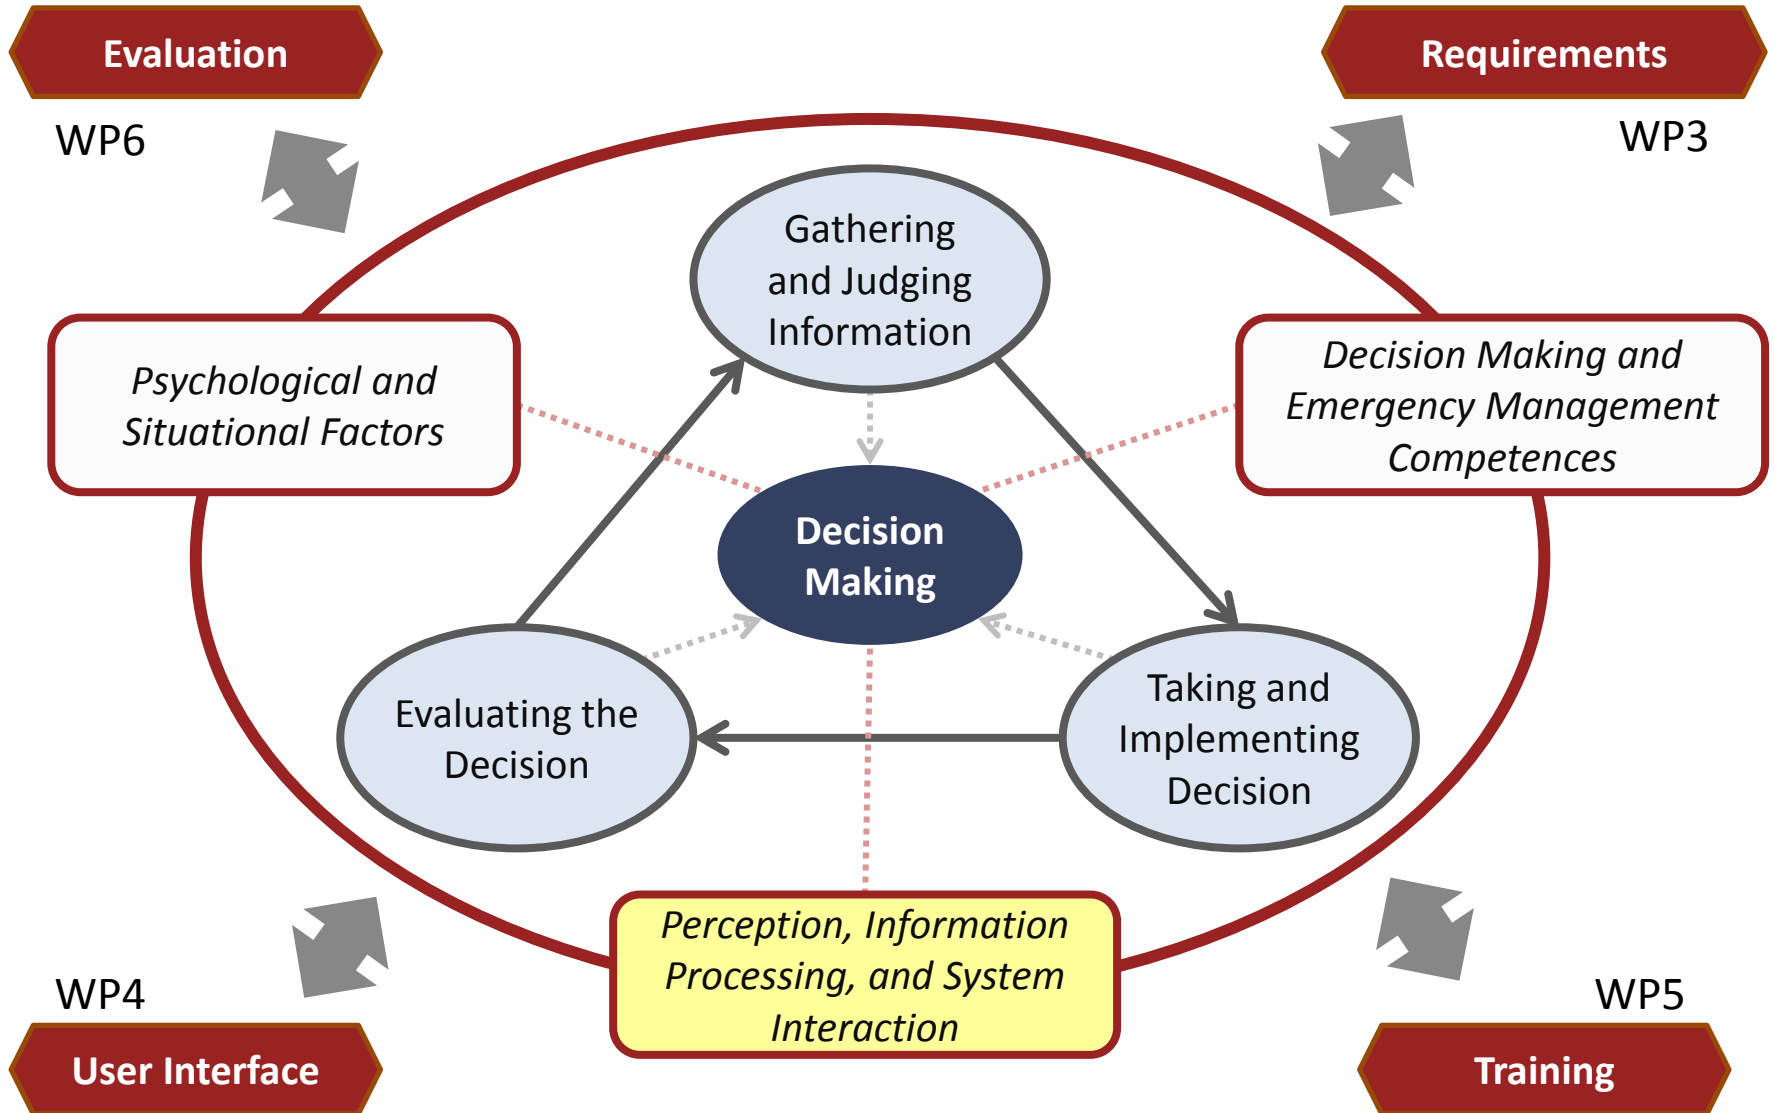 Evaluation
Requirements
WP6
WP3
Gathering
and Judging
Information
Psychological and
Situational Factors
Decision Making and
Emergency Management
Competences
Decision
Making
Evaluating the
Decision
Taking and
Implementing
Decision
Perception, Information
Processing, and System
Interaction
WP4
WP5
User Interface
Training